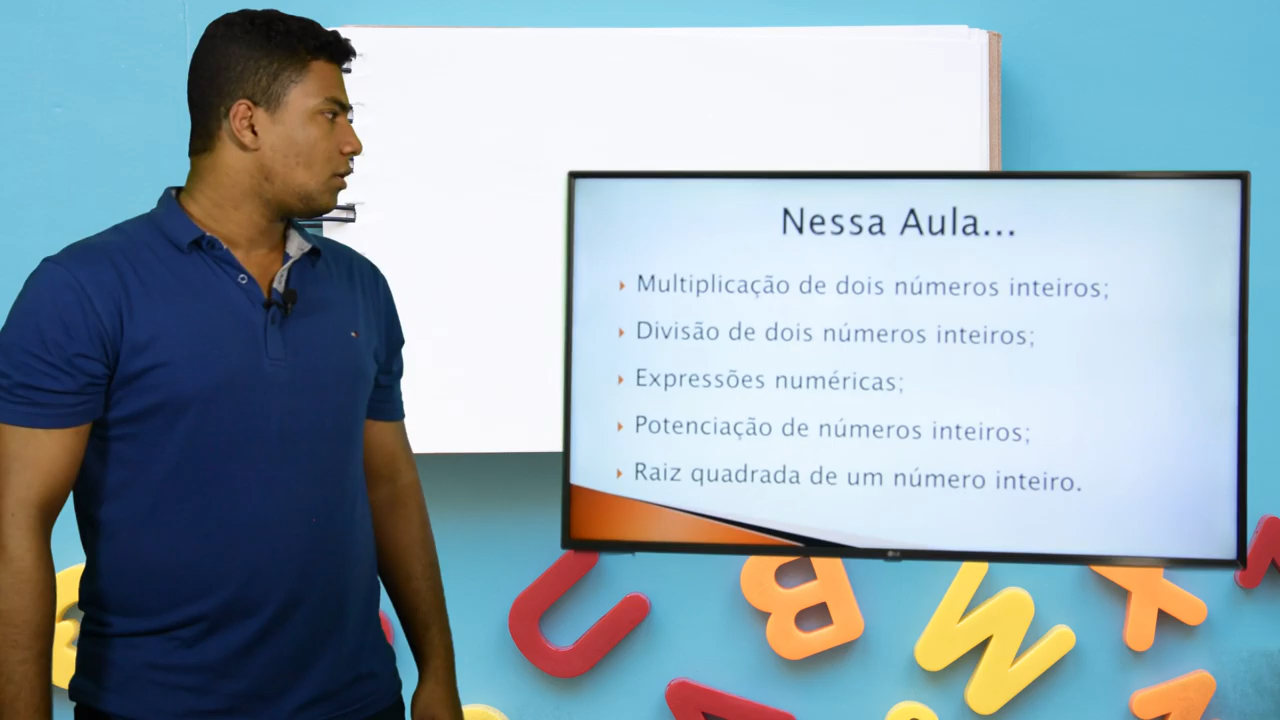 Nessa Aula...
Multiplicação de dois números inteiros;
Divisão de dois números inteiros;
Expressões numéricas;
Potenciação de números inteiros;
Raiz quadrada de um número inteiro.
LG
U
B
W